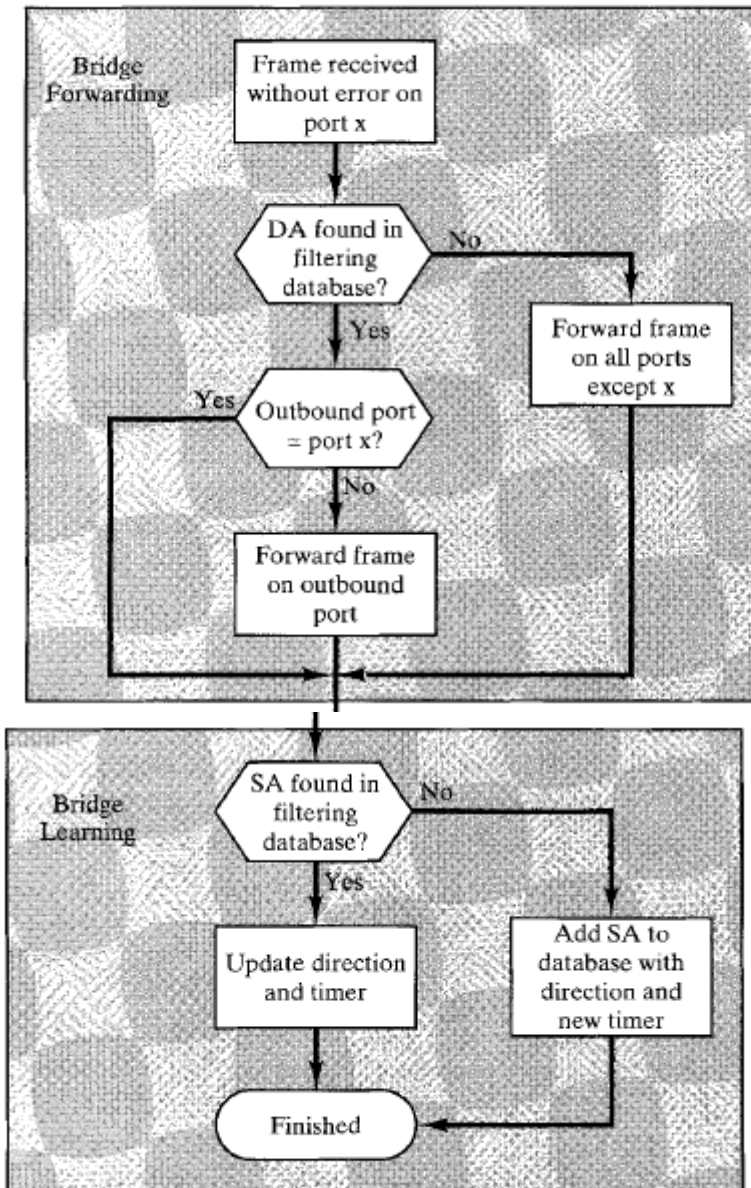 Bridge
Forwarding
Frame received
without error on
port x
DA found in
filtering
database?
No
Yes
Forward frame
on all ports
except x
Yes
Outbound port
= port x?
No
Forward frame
on outbound
port
Bridge
Learning
SA found in
filtering
database?
No
Yes
Update direction
and timer
Add SA to
database with
direction and
new timer
Finished